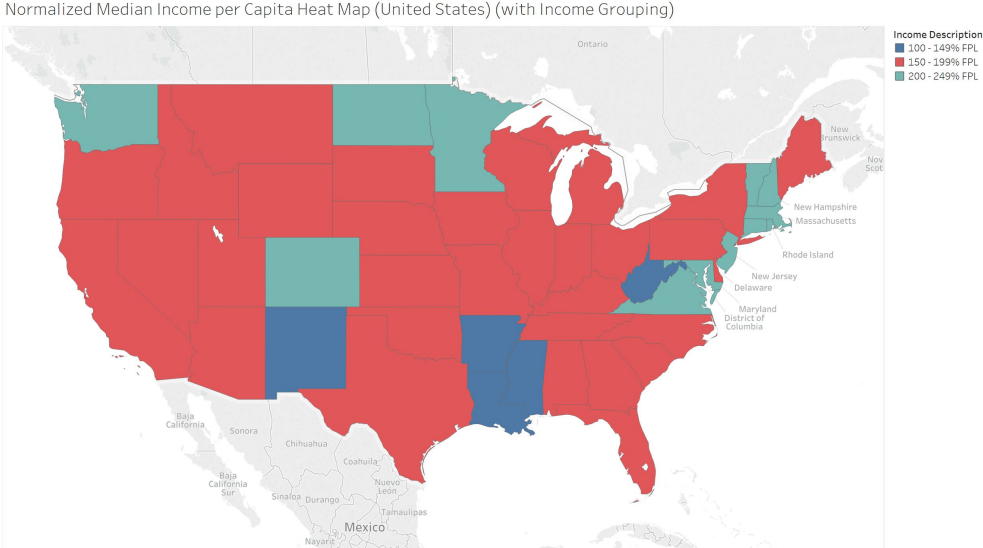 Normalized Median Income per Capita Heat Map (United States) (with Income Grouping)
Income Description
100 - 149% FPL
150 - 199% FPL
200 - 249% FPL
Ontario
New
Brunswick
Nov
Scot
New Hampshire
Massachusetts
Rhode Island
New Jersey
Delaware
Maryland
District of
Columbia
Baja
California
Sonora
Chihuahua
Coahuila
Baja
California
Sur
Nuevo
León
Sinaloa
Durango
Tamaulipas
Mexico
Nayarit